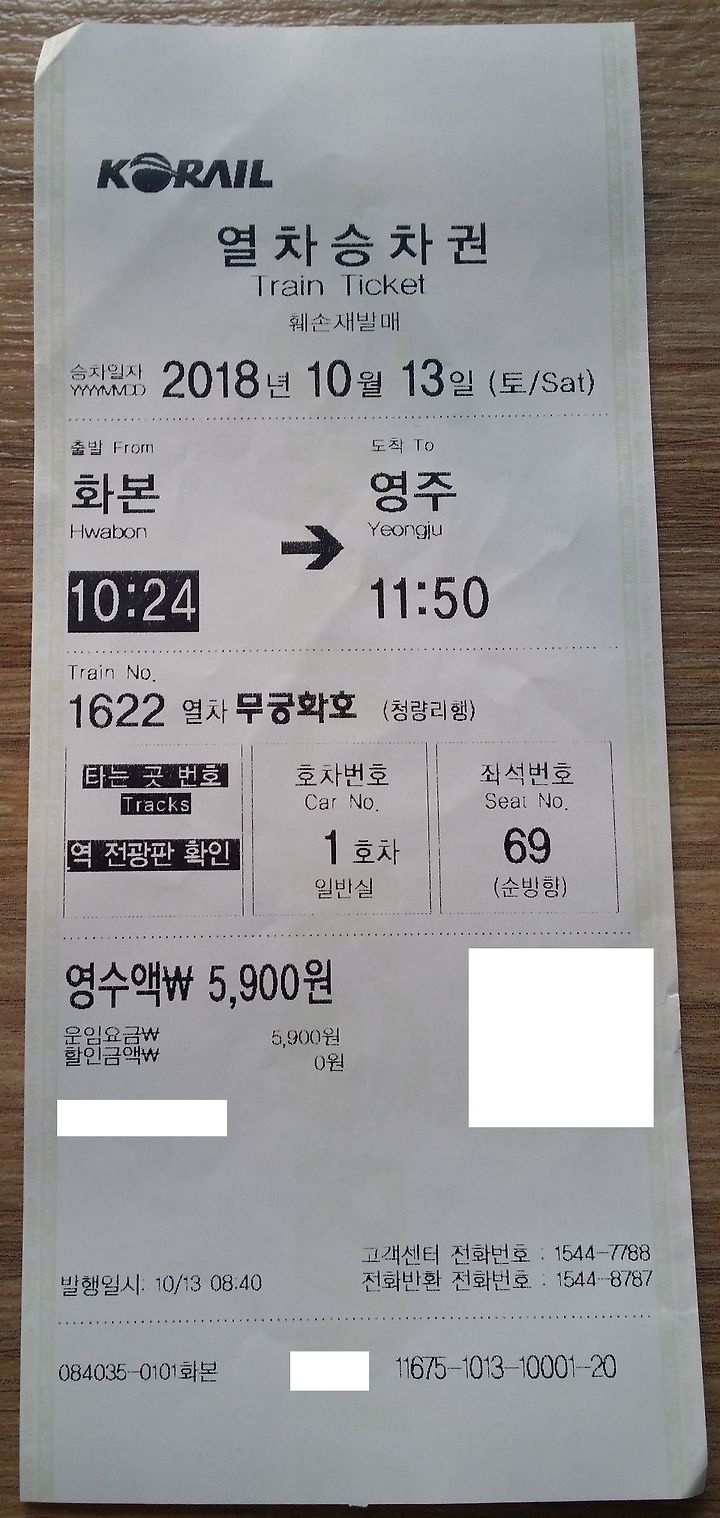 KORAIL
열차승차권
Train Ticket
훼손재발매
승차일자
YYYYMMDD
2018년 10월 13일 (토/Sat)
출발 From
도착 To
화본
영주
Hwabon
Yeongju
10:24
11:50
Train No.
1622 열차 무궁화호 (청량리행)
타는 곳 번호
Tracks
역 전광판 확인
호차번호
Car No.
1 호차
일반실
좌석번호
Seat No.
69
(순방향)
영수액₩ 5,900원
운임요금₩ 5,900원
할인금액₩ 0원
고객센터 전화번호 : 1544-7788
발행일시: 10/13 08:40
전화반환 전화번호 : 1544-8787
084035-0101화본
11675-1013-10001-20